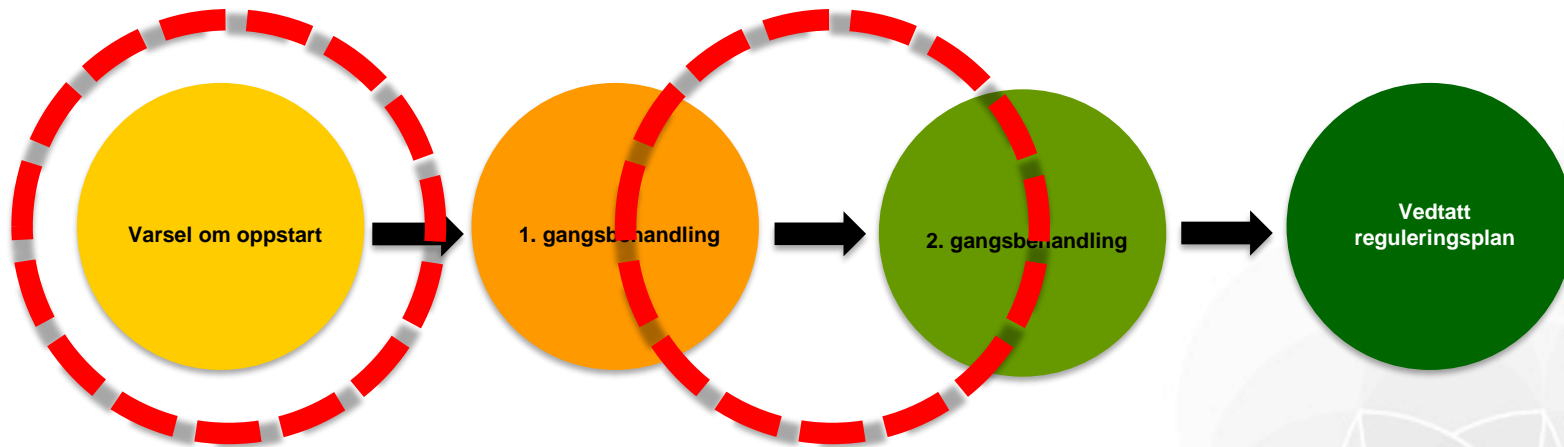 Varsel om oppstart
1. gangsbehandling
2. gangsbehandling
Vedtatt
reguleringsplan